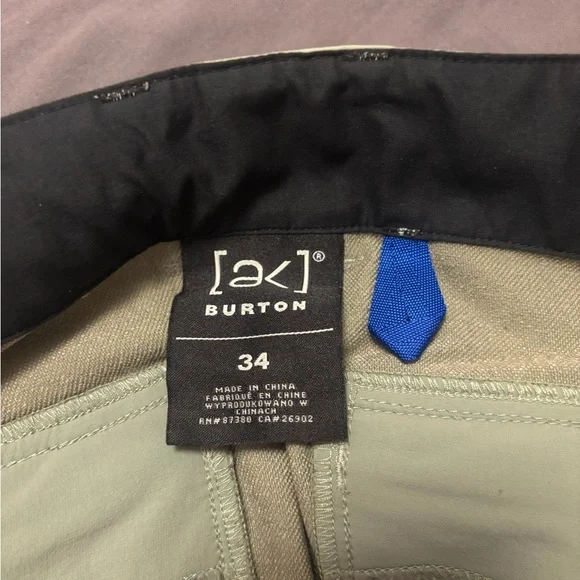 [ak]®
BURTON
34
MADE IN CHINA
FABRIQUÉ EN CHINE
WYPRODUKOWANO W
CHINACH
RN#87380 CA#26902